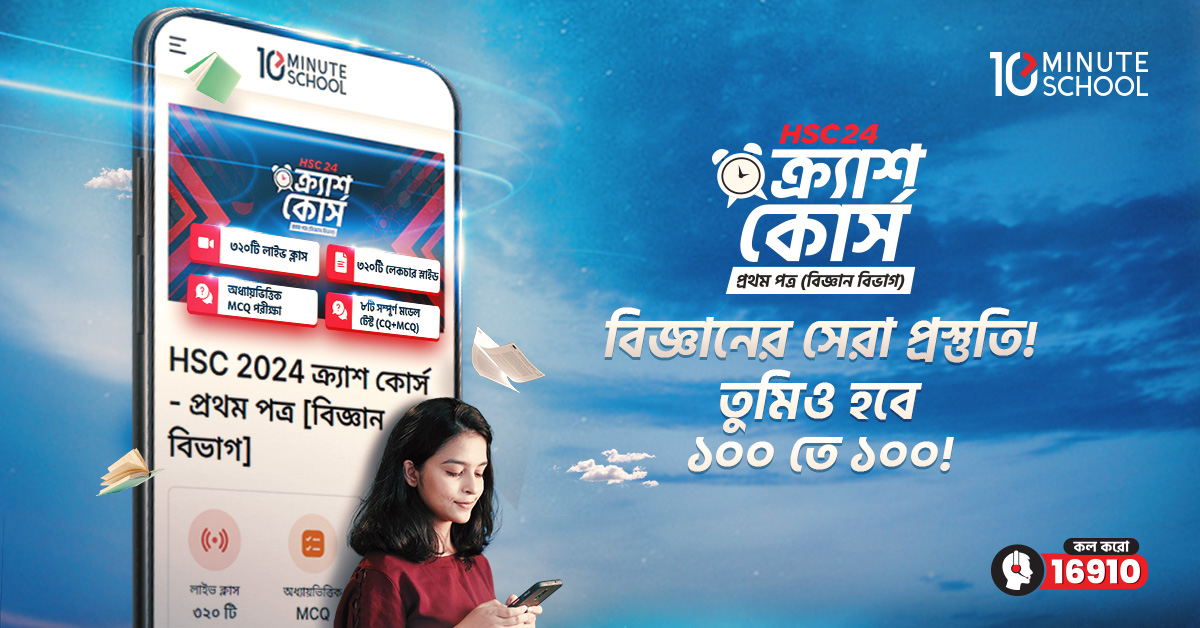 10 MINUTE
SCHOOL
HSC 24
ক্র্যাশ
কোর্স
৩২০টি লাইভ ক্লাস
৩২০টি লেকচার স্লাইড
অধ্যায়ভিত্তিক
MCQ পরীক্ষা
৮টি সম্পূর্ণ মডেল
টেস্ট (CQ+MCQ)
HSC 2024 ক্র্যাশ কোর্স
- প্রথম পত্র [বিজ্ঞান
বিভাগ]
লাইভ ক্লাস
৩২০ টি
অধ্যায়ভিত্তিক
MCQ
10 MINUTE
SCHOOL
HSC 24
ক্র্যাশ
কোর্স
প্রথম পত্র (বিজ্ঞান বিভাগ)
বিজ্ঞানের সেরা প্রস্তুতি!
তুমিও হবে
১০০ তে ১০০!
কল করো
16910